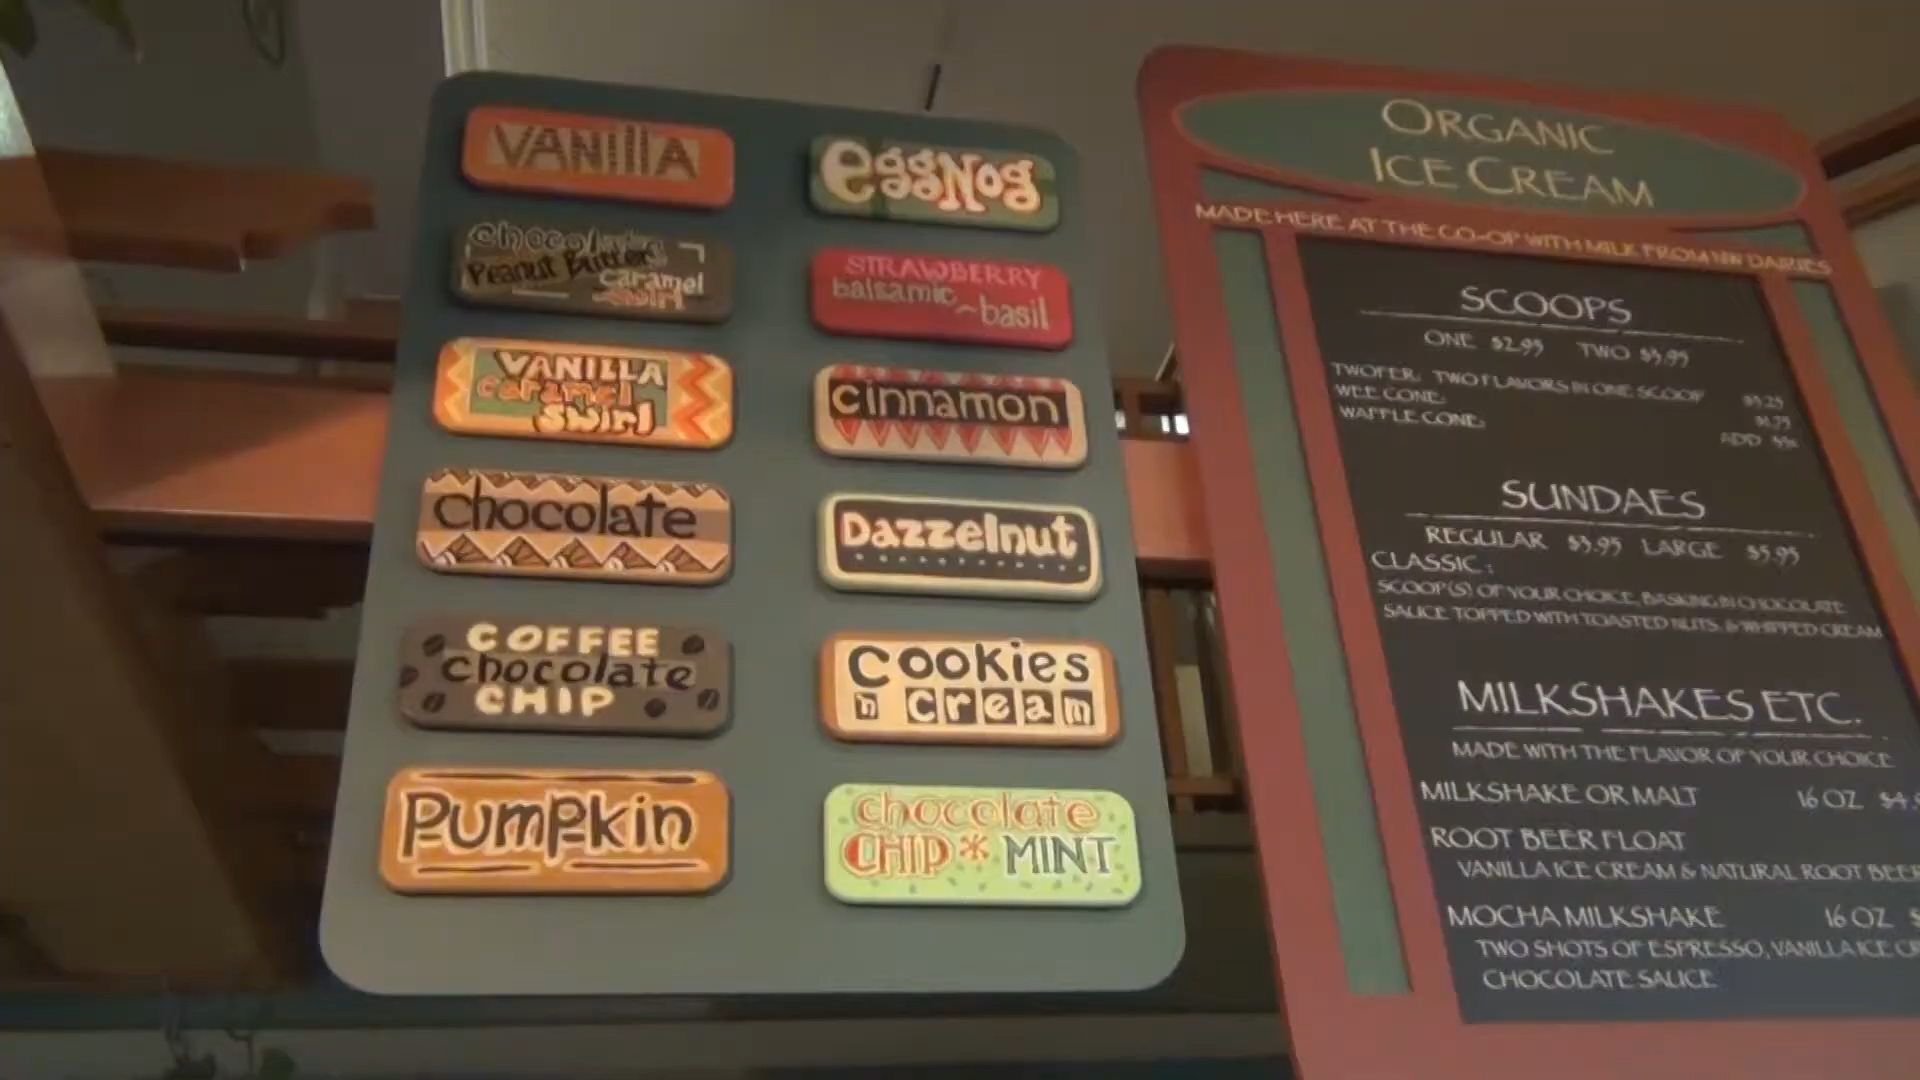 VANIllA
Chocolate
Peanut Butter
caramel
swirl
VANILLA
caramel
swirl
chocolate
COFFEE
chocolate
CHIP
Pumpkin
eggNog
STRAWBERRY
balsamic ~ basil
cinnamon
Dazzelnut
Cookies
n cream
chocolate
CHIP * MINT
ORGANIC
ICE CREAM
MADE HERE AT THE CO-OP WITH MILK FROM NW DAIRIES
SCOOPS
ONE $2.95 TWO $3.95
TWOFER: TWO FLAVORS IN ONE SCOOP $3.25
WEE CONE: $1.75
WAFFLE CONE: ADD
SUNDAES
REGULAR $3.95 LARGE $5.95
CLASSIC:
SCOOP(S) OF YOUR CHOICE, BASKING IN CHOCOLATE
SAUCE TOPPED WITH TOASTED NUTS, & WHIPPED CREAM
MILKSHAKES ETC.
MADE WITH THE FLAVOR OF YOUR CHOICE
MILKSHAKE OR MALT 16 OZ
ROOT BEER FLOAT
VANILLA ICE CREAM & NATURAL ROOT BEER
MOCHA MILKSHAKE 16 OZ
TWO SHOTS OF ESPRESSO, VANILLA ICE
CHOCOLATE SAUCE